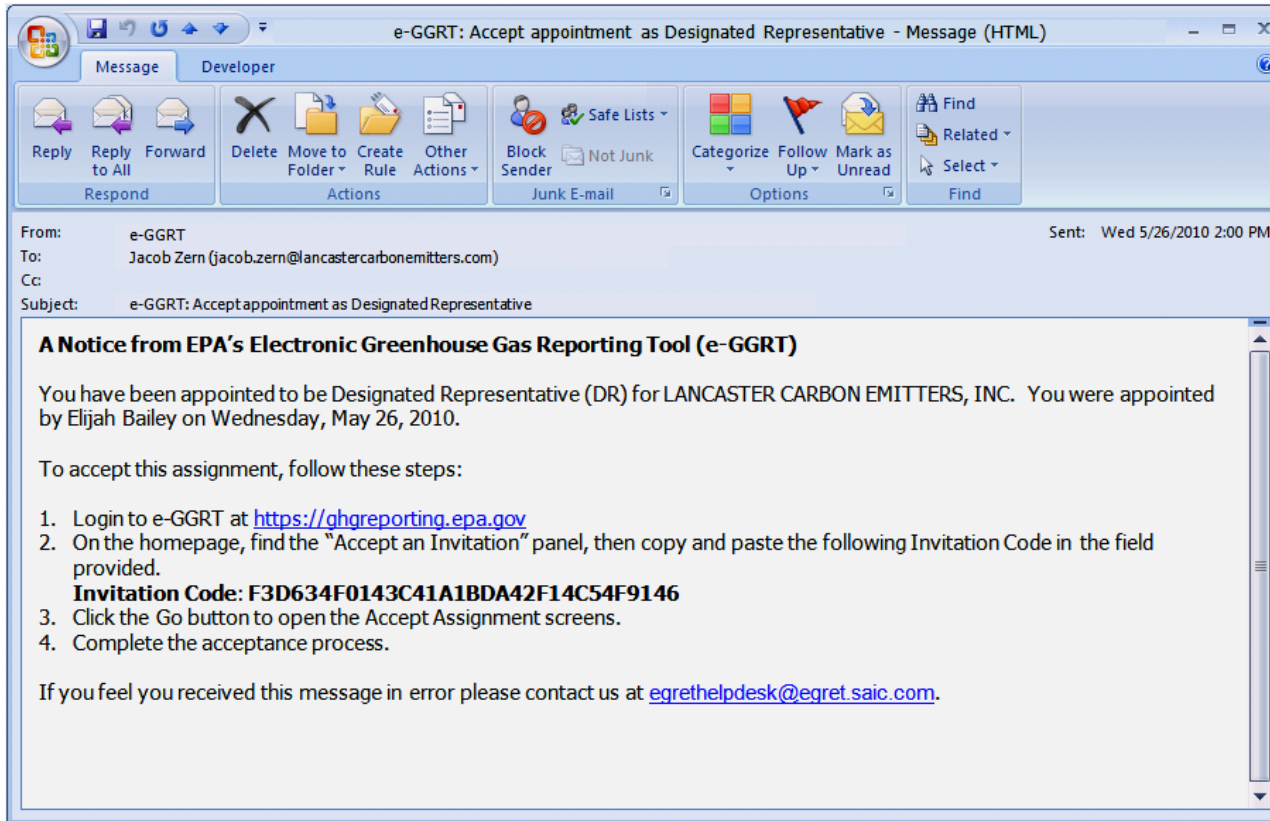 e-GGRT: Accept appointment as Designated Representative - Message (HTML)
Message Developer
Reply Reply to All Forward Delete Move to Folder Create Rule Other Actions Block Sender Safe Lists Not Junk Categorize Follow Up Mark as Unread Find Related Select
Respond Actions Junk E-mail Options Find
From: e-GGRT Sent: Wed 5/26/2010 2:00 PM
To: Jacob Zern (jacob.zern@lancastercarbonemitters.com)
Cc:
Subject: e-GGRT: Accept appointment as Designated Representative
A Notice from EPA’s Electronic Greenhouse Gas Reporting Tool (e-GGRT)
You have been appointed to be Designated Representative (DR) for LANCASTER CARBON EMITTERS, INC. You were appointed
by Elijah Bailey on Wednesday, May 26, 2010.
To accept this assignment, follow these steps:
1. Login to e-GGRT at https://ghgreporting.epa.gov
2. On the homepage, find the “Accept an Invitation” panel, then copy and paste the following Invitation Code in the field
provided.
Invitation Code: F3D634F0143C41A1BDA42F14C54F9146
3. Click the Go button to open the Accept Assignment screens.
4. Complete the acceptance process.
If you feel you received this message in error please contact us at egrethelpdesk@egret.saic.com.